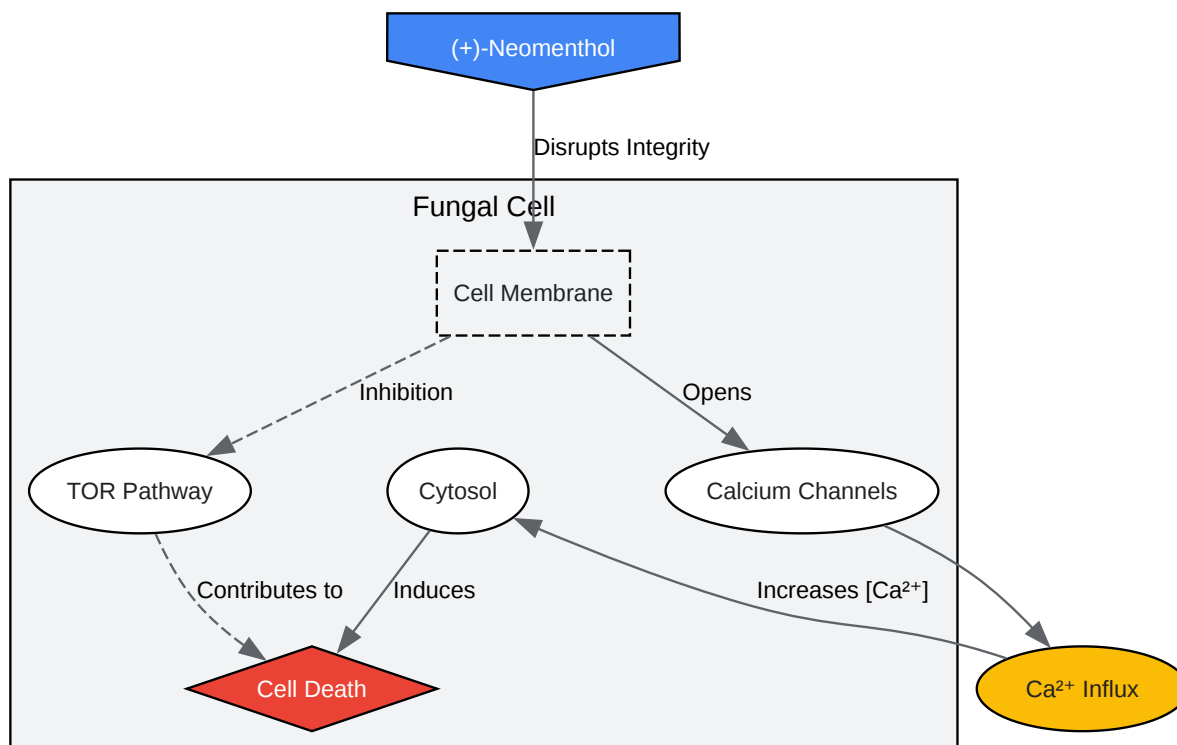 (+)-Neomenthol
Disrupts Integrity
Fungal Cell
Cell Membrane
Inhibition
Opens
TOR Pathway
Cytosol
Calcium Channels
Contributes to
Induces
Increases [Ca²⁺]
Cell Death
Ca²⁺ Influx